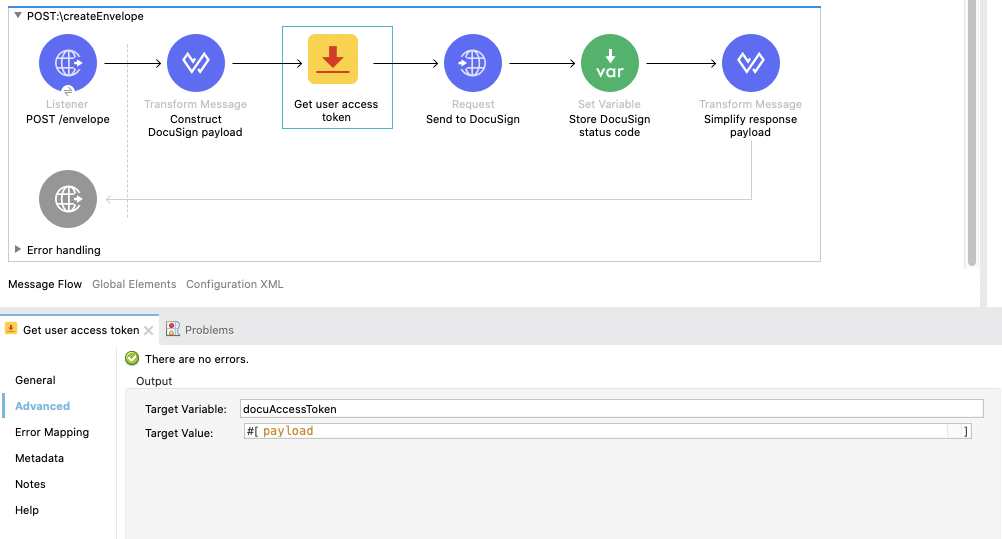 POST:\createEnvelope
Listener
POST /envelope
Transform Message
Construct
DocuSign payload
Get user access
token
Request
Send to DocuSign
var
Set Variable
Store DocuSign
status code
Transform Message
Simplify response
payload
Error handling
Message Flow Global Elements Configuration XML
Get user access token Problems
There are no errors.
General
Advanced
Error Mapping
Metadata
Notes
Help
Output
Target Variable: docuAccessToken
Target Value: #[ payload ]